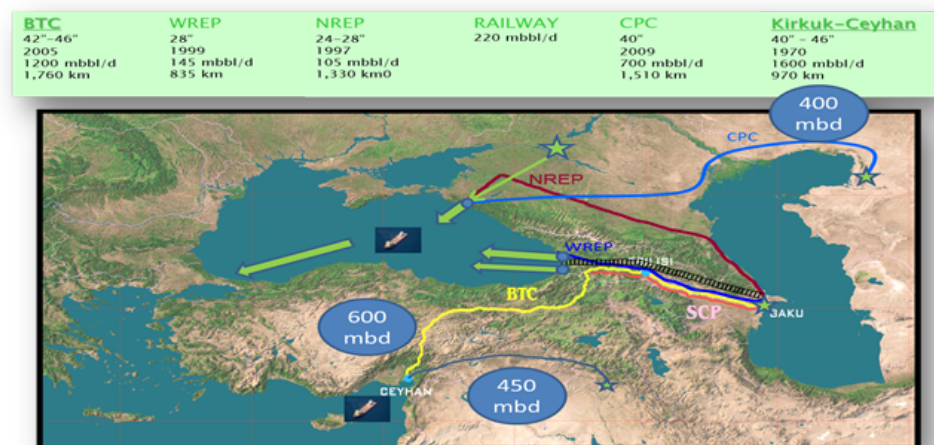 BTC
42"-46"
2005
1200 mbbl/d
1,760 km
WREP
28"
1999
145 mbbl/d
835 km
NREP
24-28"
1997
105 mbbl/d
1,330 km0
RAILWAY
220 mbbl/d
CPC
40"
2009
700 mbbl/d
1,510 km
Kirkuk-Ceyhan
40" - 46"
1970
1600 mbbl/d
970 km
400
mbd
CPC
NREP
WREP
BTC
SCP
JAKU
600
mbd
CEYHAN
450
mbd